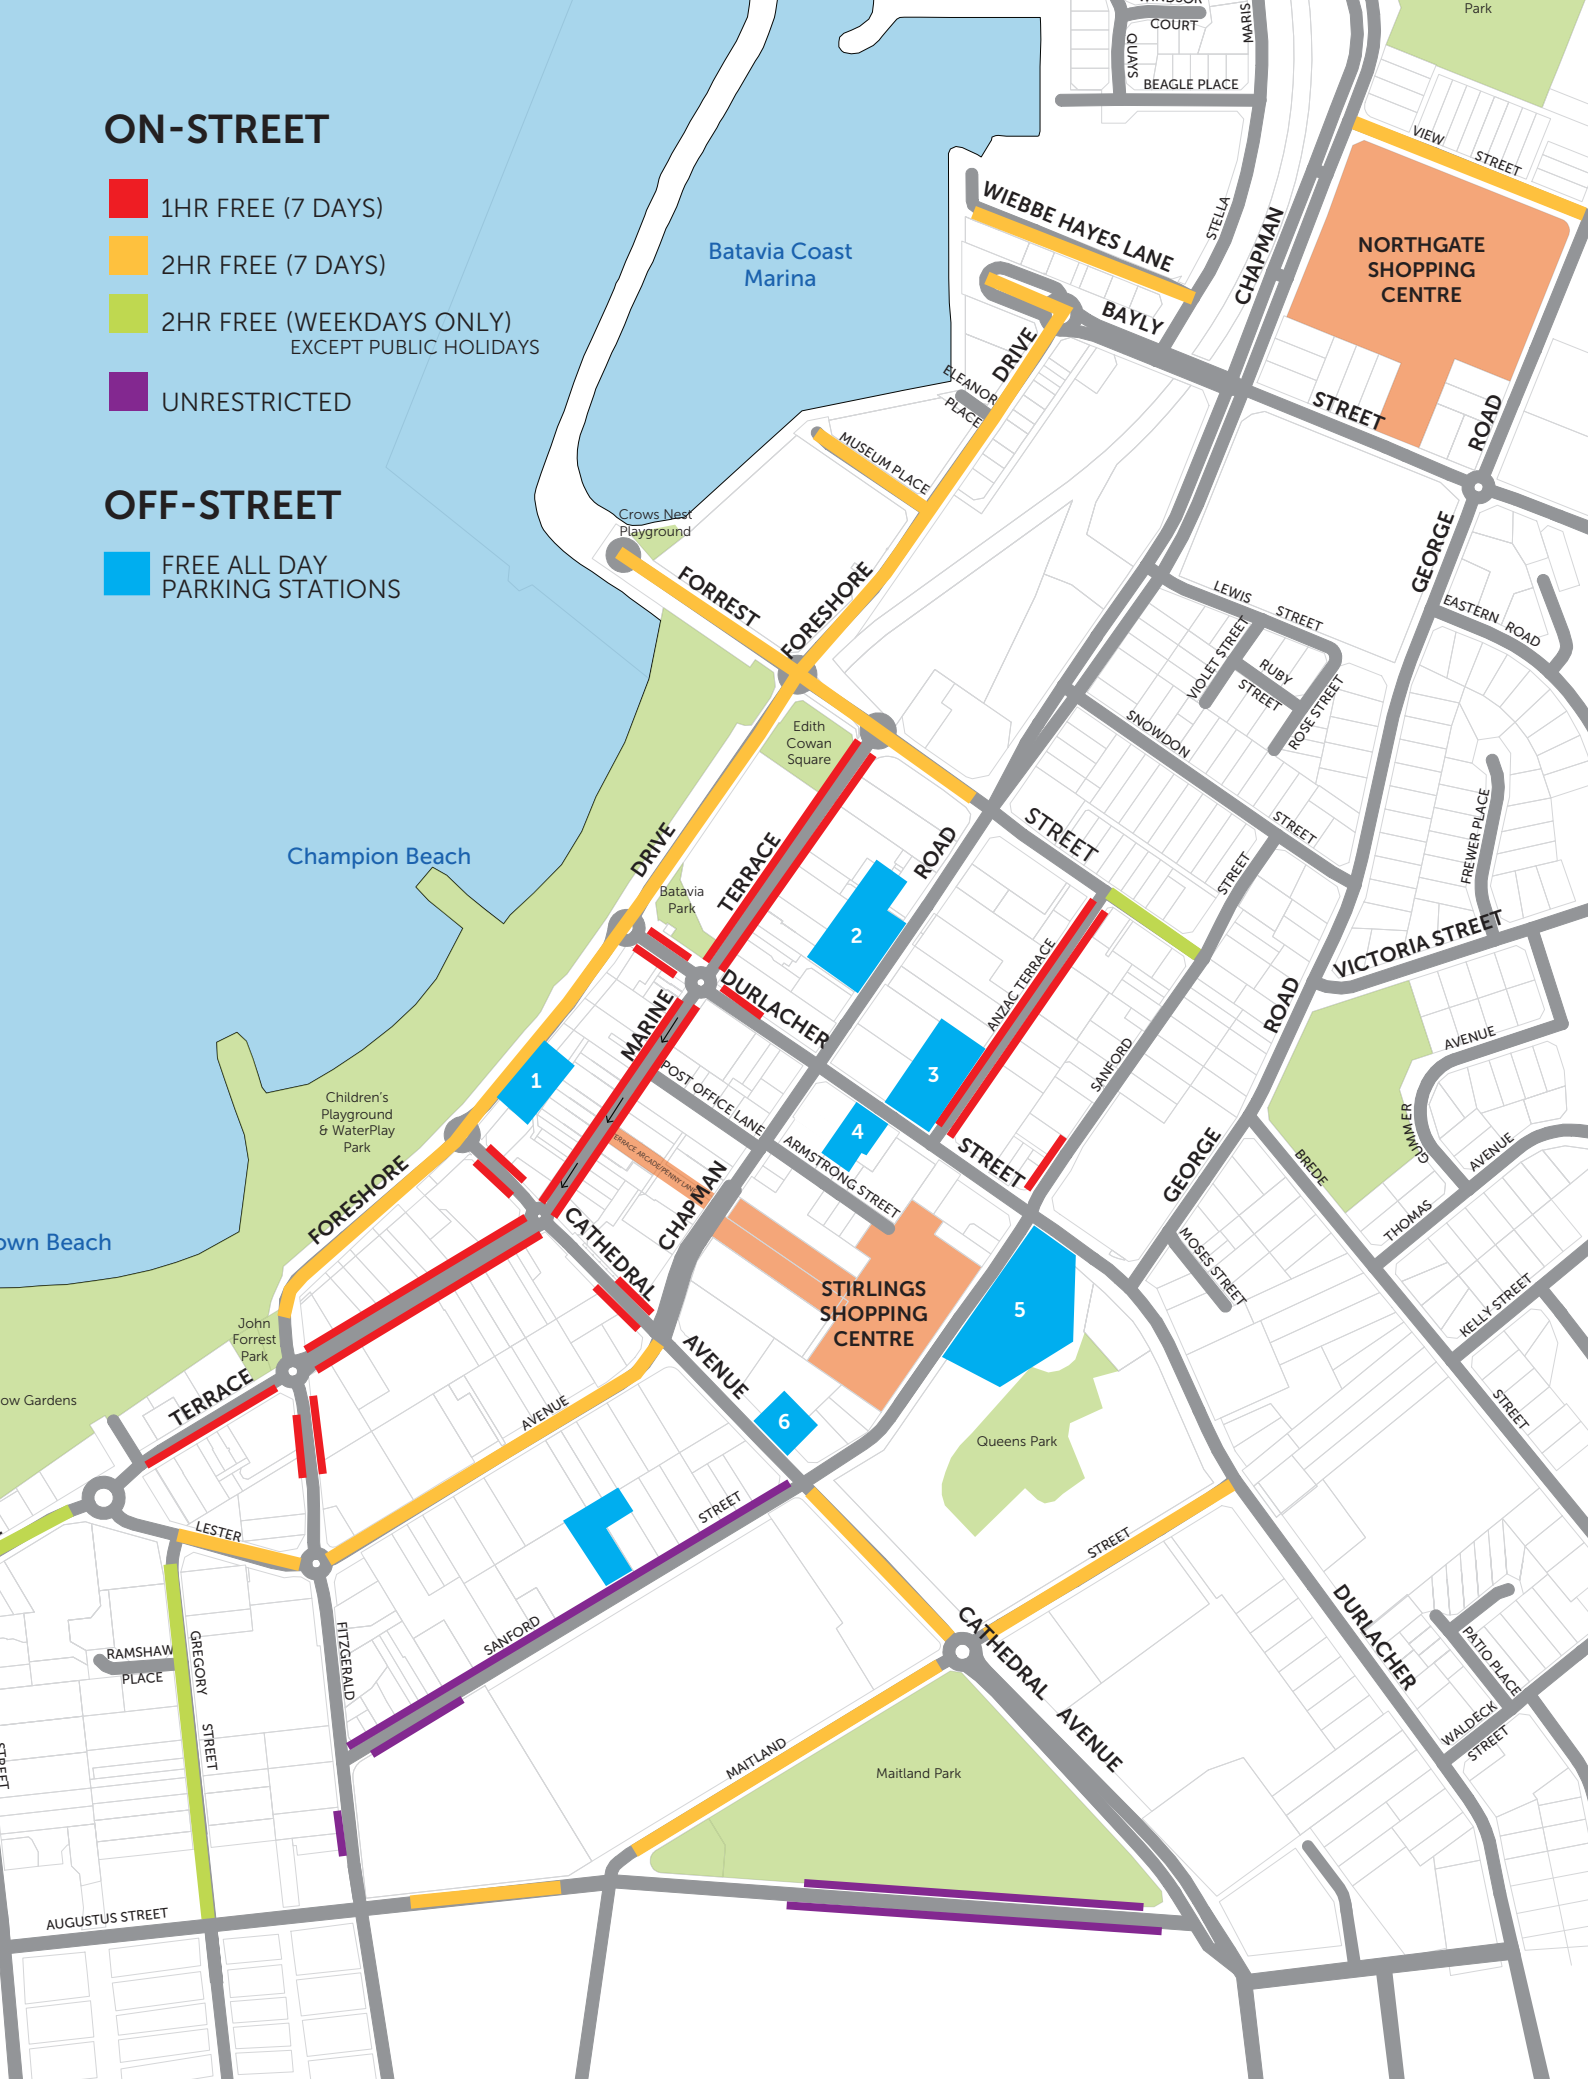 ON-STREET
1HR FREE (7 DAYS)
2HR FREE (7 DAYS)
2HR FREE (WEEKDAYS ONLY)
EXCEPT PUBLIC HOLIDAYS
UNRESTRICTED
OFF-STREET
FREE ALL DAY
PARKING STATIONS
Park
COURT
QUAYS
MARIS
BEAGLE PLACE
VIEW
STREET
WIEBBE HAYES LANE
STELLA
CHAPMAN
NORTHGATE
SHOPPING
CENTRE
Batavia Coast
Marina
BAYLY
STREET
DRIVE
ELEANOR
PLACE
ROAD
MUSEUM PLACE
Crows Nest
Playground
GEORGE
FORREST
FORESHORE
LEWIS
STREET
EASTERN ROAD
VIOLET STREET
RUBY
STREET
ROSE STREET
SNOWDON
STREET
Edith
Cowan
Square
STREET
ROAD
FREWER PLACE
STREET
Champion Beach
DRIVE
TERRACE
Batavia
Park
2
VICTORIA STREET
ANZAC TERRACE
ROAD
DURLACHER
MARINE
AVENUE
SANFORD
1
3
POST OFFICE LANE
Children's
Playground
& WaterPlay
Park
4
ARMSTRONG STREET
STREET
GUMMER
AVENUE
BREDE
GEORGE
FORESHORE
CHAPMAN
THOMAS
own Beach
CATHEDRAL
MOSES STREET
KELLY STREET
STIRLINGS
SHOPPING
CENTRE
5
John
Forrest
Park
AVENUE
TERRACE
ow Gardens
AVENUE
6
STREET
Queens Park
STREET
LESTER
STREET
SANFORD
CATHEDRAL
AVENUE
DURLACHER
FITZGERALD
GREGORY
STREET
RAMSHAW
PLACE
PATIO PLACE
WALDECK
STREET
STREET
MAITLAND
Maitland Park
AUGUSTUS STREET